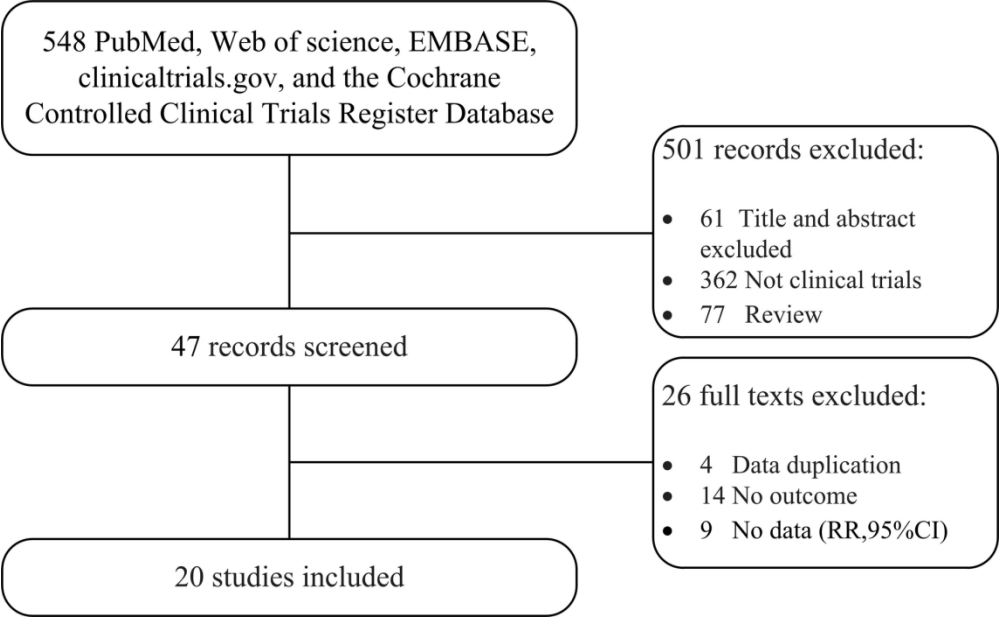 548 PubMed, Web of science, EMBASE,
clinicaltrials.gov, and the Cochrane
Controlled Clinical Trials Register Database
501 records excluded:
• 61 Title and abstract
excluded
• 362 Not clinical trials
• 77 Review
47 records screened
26 full texts excluded:
• 4 Data duplication
• 14 No outcome
• 9 No data (RR,95%CI)
20 studies included